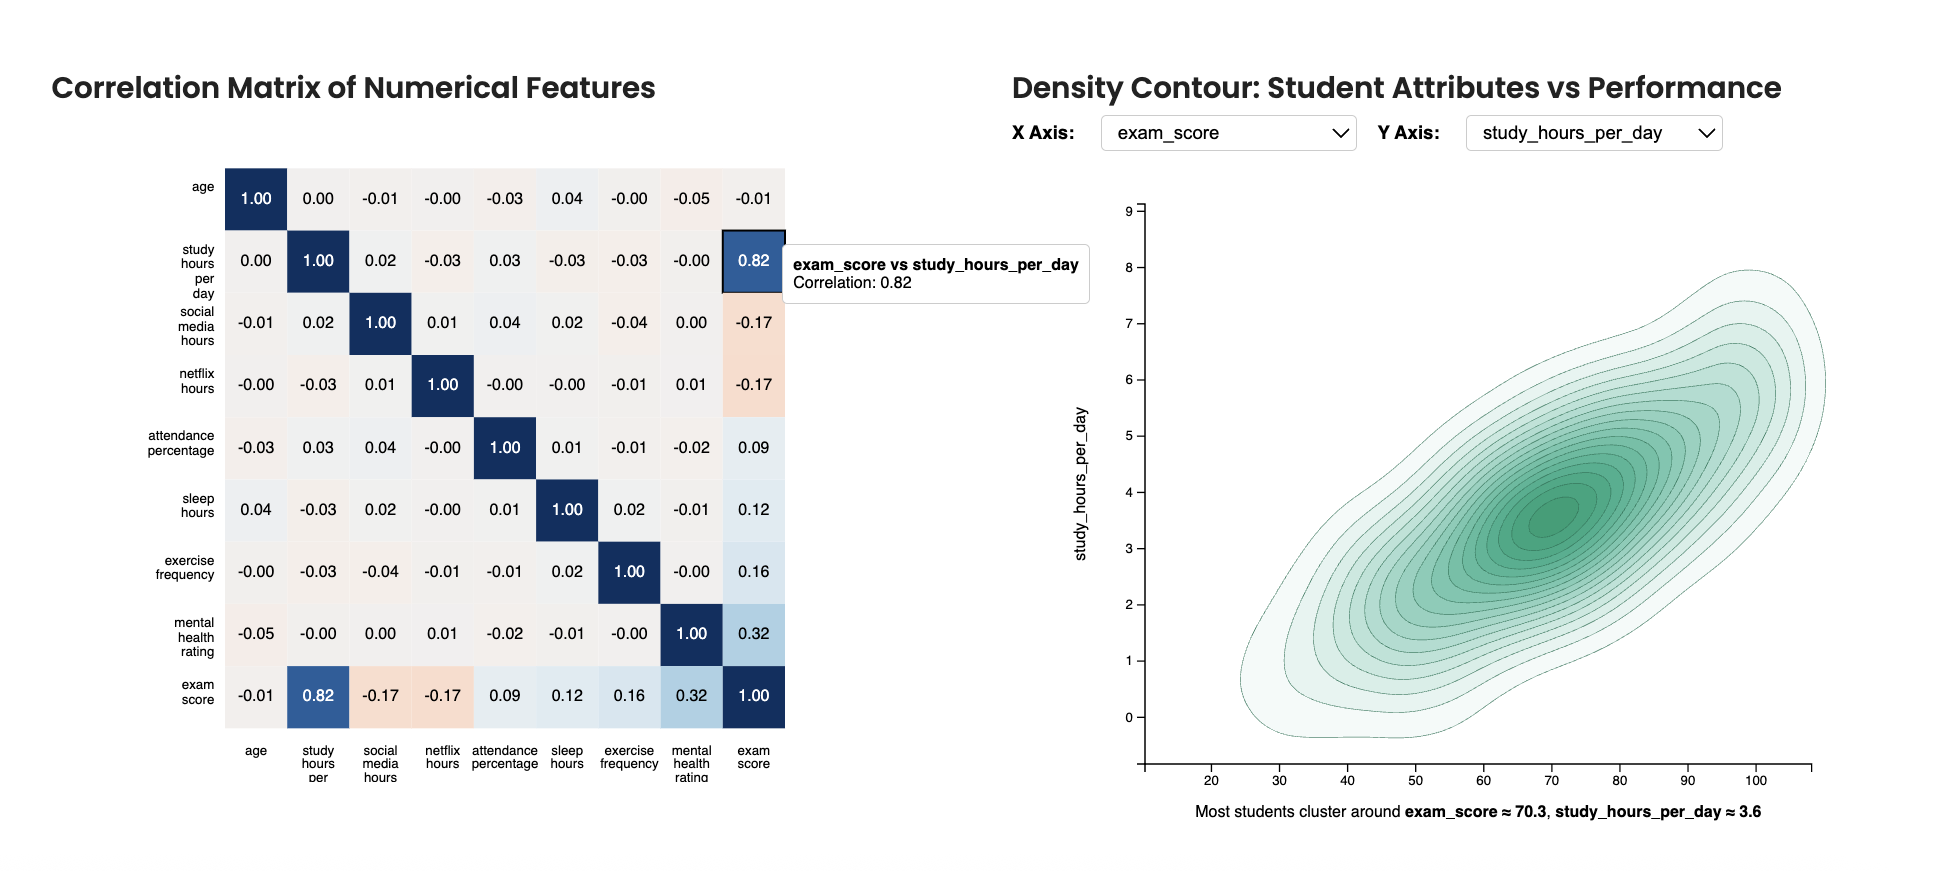 Correlation Matrix of Numerical Features
age
1.00 0.00 -0.01 -0.00 -0.03 0.04 -0.00 -0.05 -0.01
study
hours
per
day
0.00 1.00 0.02 -0.03 0.03 -0.03 -0.03 -0.00 0.82
social
media
hours
-0.01 0.02 1.00 0.01 0.04 0.02 -0.04 0.00 -0.17
netflix
hours
-0.00 -0.03 0.01 1.00 -0.00 -0.00 -0.01 0.01 -0.17
attendance
percentage
-0.03 0.03 0.04 -0.00 1.00 0.01 -0.01 -0.02 0.09
sleep
hours
0.04 -0.03 0.02 -0.00 0.01 1.00 0.02 -0.01 0.12
exercise
frequency
-0.00 -0.03 -0.04 -0.01 -0.01 0.02 1.00 -0.00 0.16
mental
health
rating
-0.05 -0.00 0.00 0.01 -0.02 -0.01 -0.00 1.00 0.32
exam
score
-0.01 0.82 -0.17 -0.17 0.09 0.12 0.16 0.32 1.00
age study social netflix attendance sleep exercise mental exam
hours media hours percentage hours frequency health score
per hours rating
exam_score vs study_hours_per_day
Correlation: 0.82
Density Contour: Student Attributes vs Performance
X Axis: exam_score Y Axis: study_hours_per_day
9
8
7
6
5
4
3
2
1
0
study_hours_per_day
20 30 40 50 60 70 80 90 100
Most students cluster around exam_score ≈ 70.3, study_hours_per_day ≈ 3.6